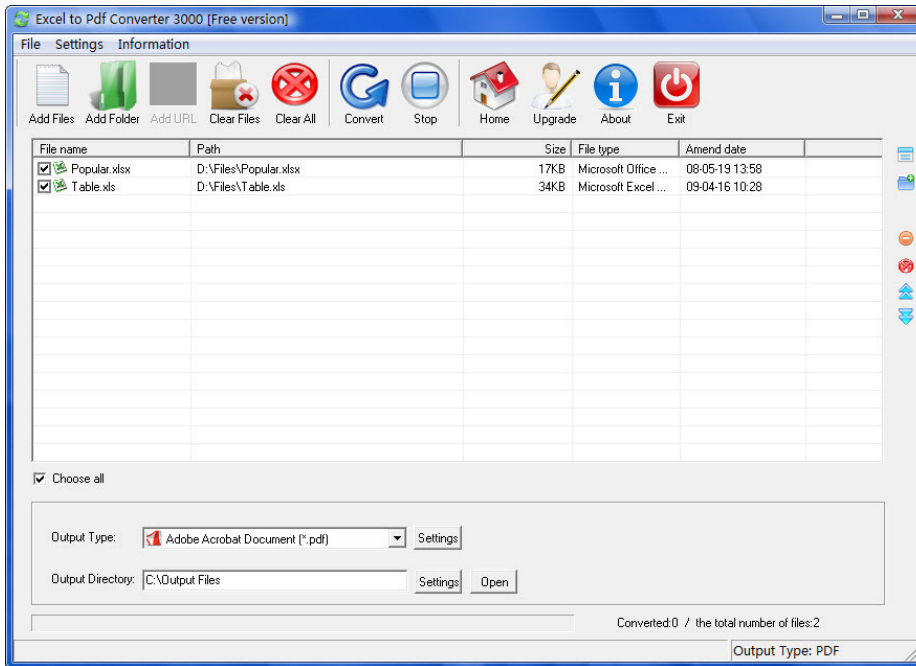 Excel to Pdf Converter 3000 [Free version]
File Settings Information
Add Files Add Folder Add URL Clear Files Clear All Convert Stop Home Upgrade About Exit
File name Path Size File type Amend date
Popular.xlsx D:\Files\Popular.xlsx 17KB Microsoft Office ... 08-05-19 13:58
Table.xls D:\Files\Table.xls 34KB Microsoft Excel ... 09-04-16 10:28
Choose all
Output Type: Adobe Acrobat Document (*.pdf) Settings
Output Directory: C:\Output Files Settings Open
Converted:0 / the total number of files:2
Output Type: PDF